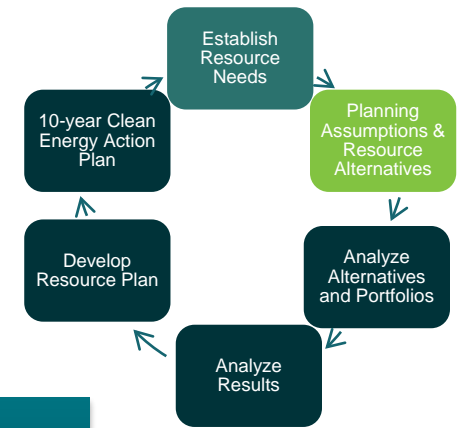 Establish
Resource
Needs
Planning
Assumptions &
Resource
Alternatives
Analyze
Alternatives
and Portfolios
Analyze
Results
Develop
Resource Plan
10-year Clean
Energy Action
Plan